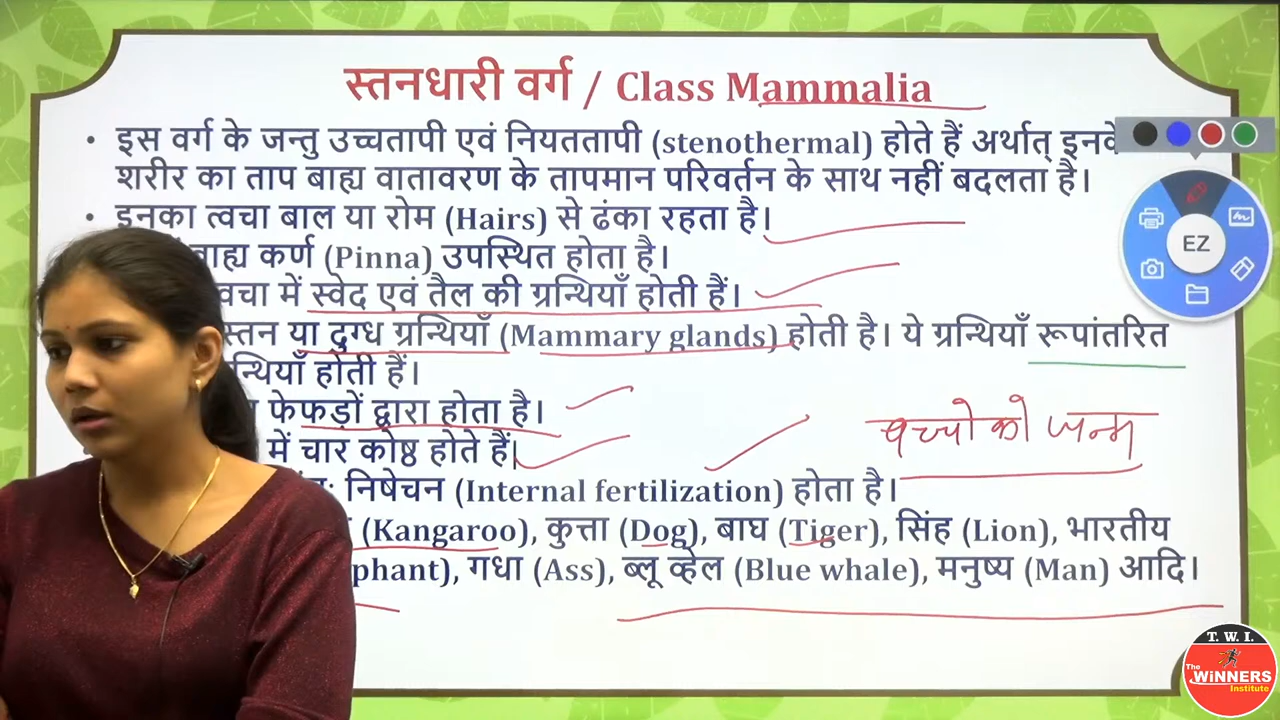 स्तनधारी वर्ग / Class Mammalia
• इस वर्ग के जन्तु उच्चतापी एवं नियततापी (stenothermal) होते हैं अर्थात् इनके
शरीर का ताप बाह्य वातावरण के तापमान परिवर्तन के साथ नहीं बदलता है।
• इनका त्वचा बाल या रोम (Hairs) से ढंका रहता है।
वाह्य कर्ण (Pinna) उपस्थित होता है।
में स्वेद एवं तैल की ग्रन्थियाँ होती हैं।
स्तन या दुग्ध ग्रन्थियाँ (Mammary glands) होती है। ये ग्रन्थियाँ रूपांतरित
होती हैं।
फेफड़ों द्वारा होता है।
बच्चो को जन्म
में चार कोष्ठ होते हैं।
निषेचन (Internal fertilization) होता है।
(Kangaroo), कुत्ता (Dog), बाघ (Tiger), सिंह (Lion), भारतीय
गधा (Ass), ब्लू व्हेल (Blue whale), मनुष्य (Man) आदि।
EZ
T. W. I.
The
WiNNERS
Institute